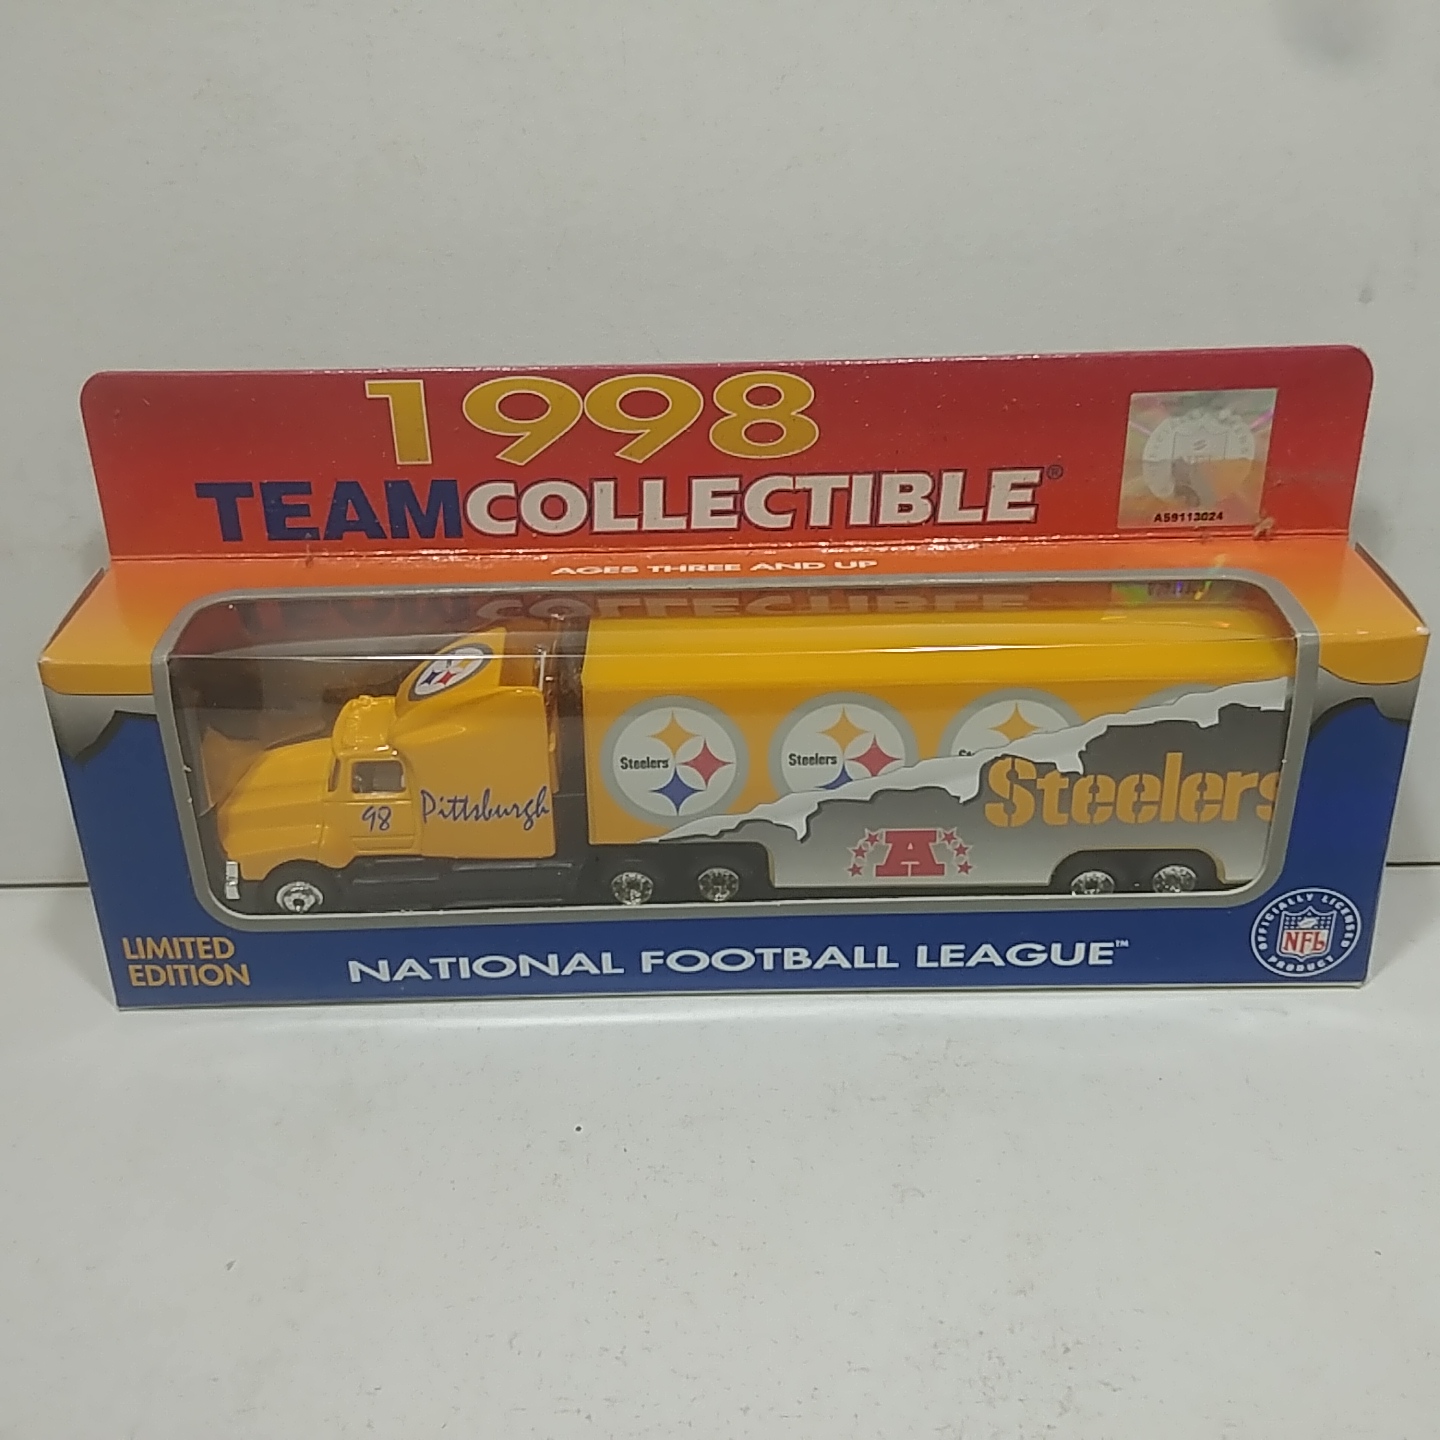 1998
TEAMCOLLECTIBLE®
A59113024
AGES THREE AND UP
Steelers
Steelers
Steelers
98
Pittsburgh
A
LIMITED
EDITION
NATIONAL FOOTBALL LEAGUE™
OFFICIALLY LICENSED
NFL
PRODUCT